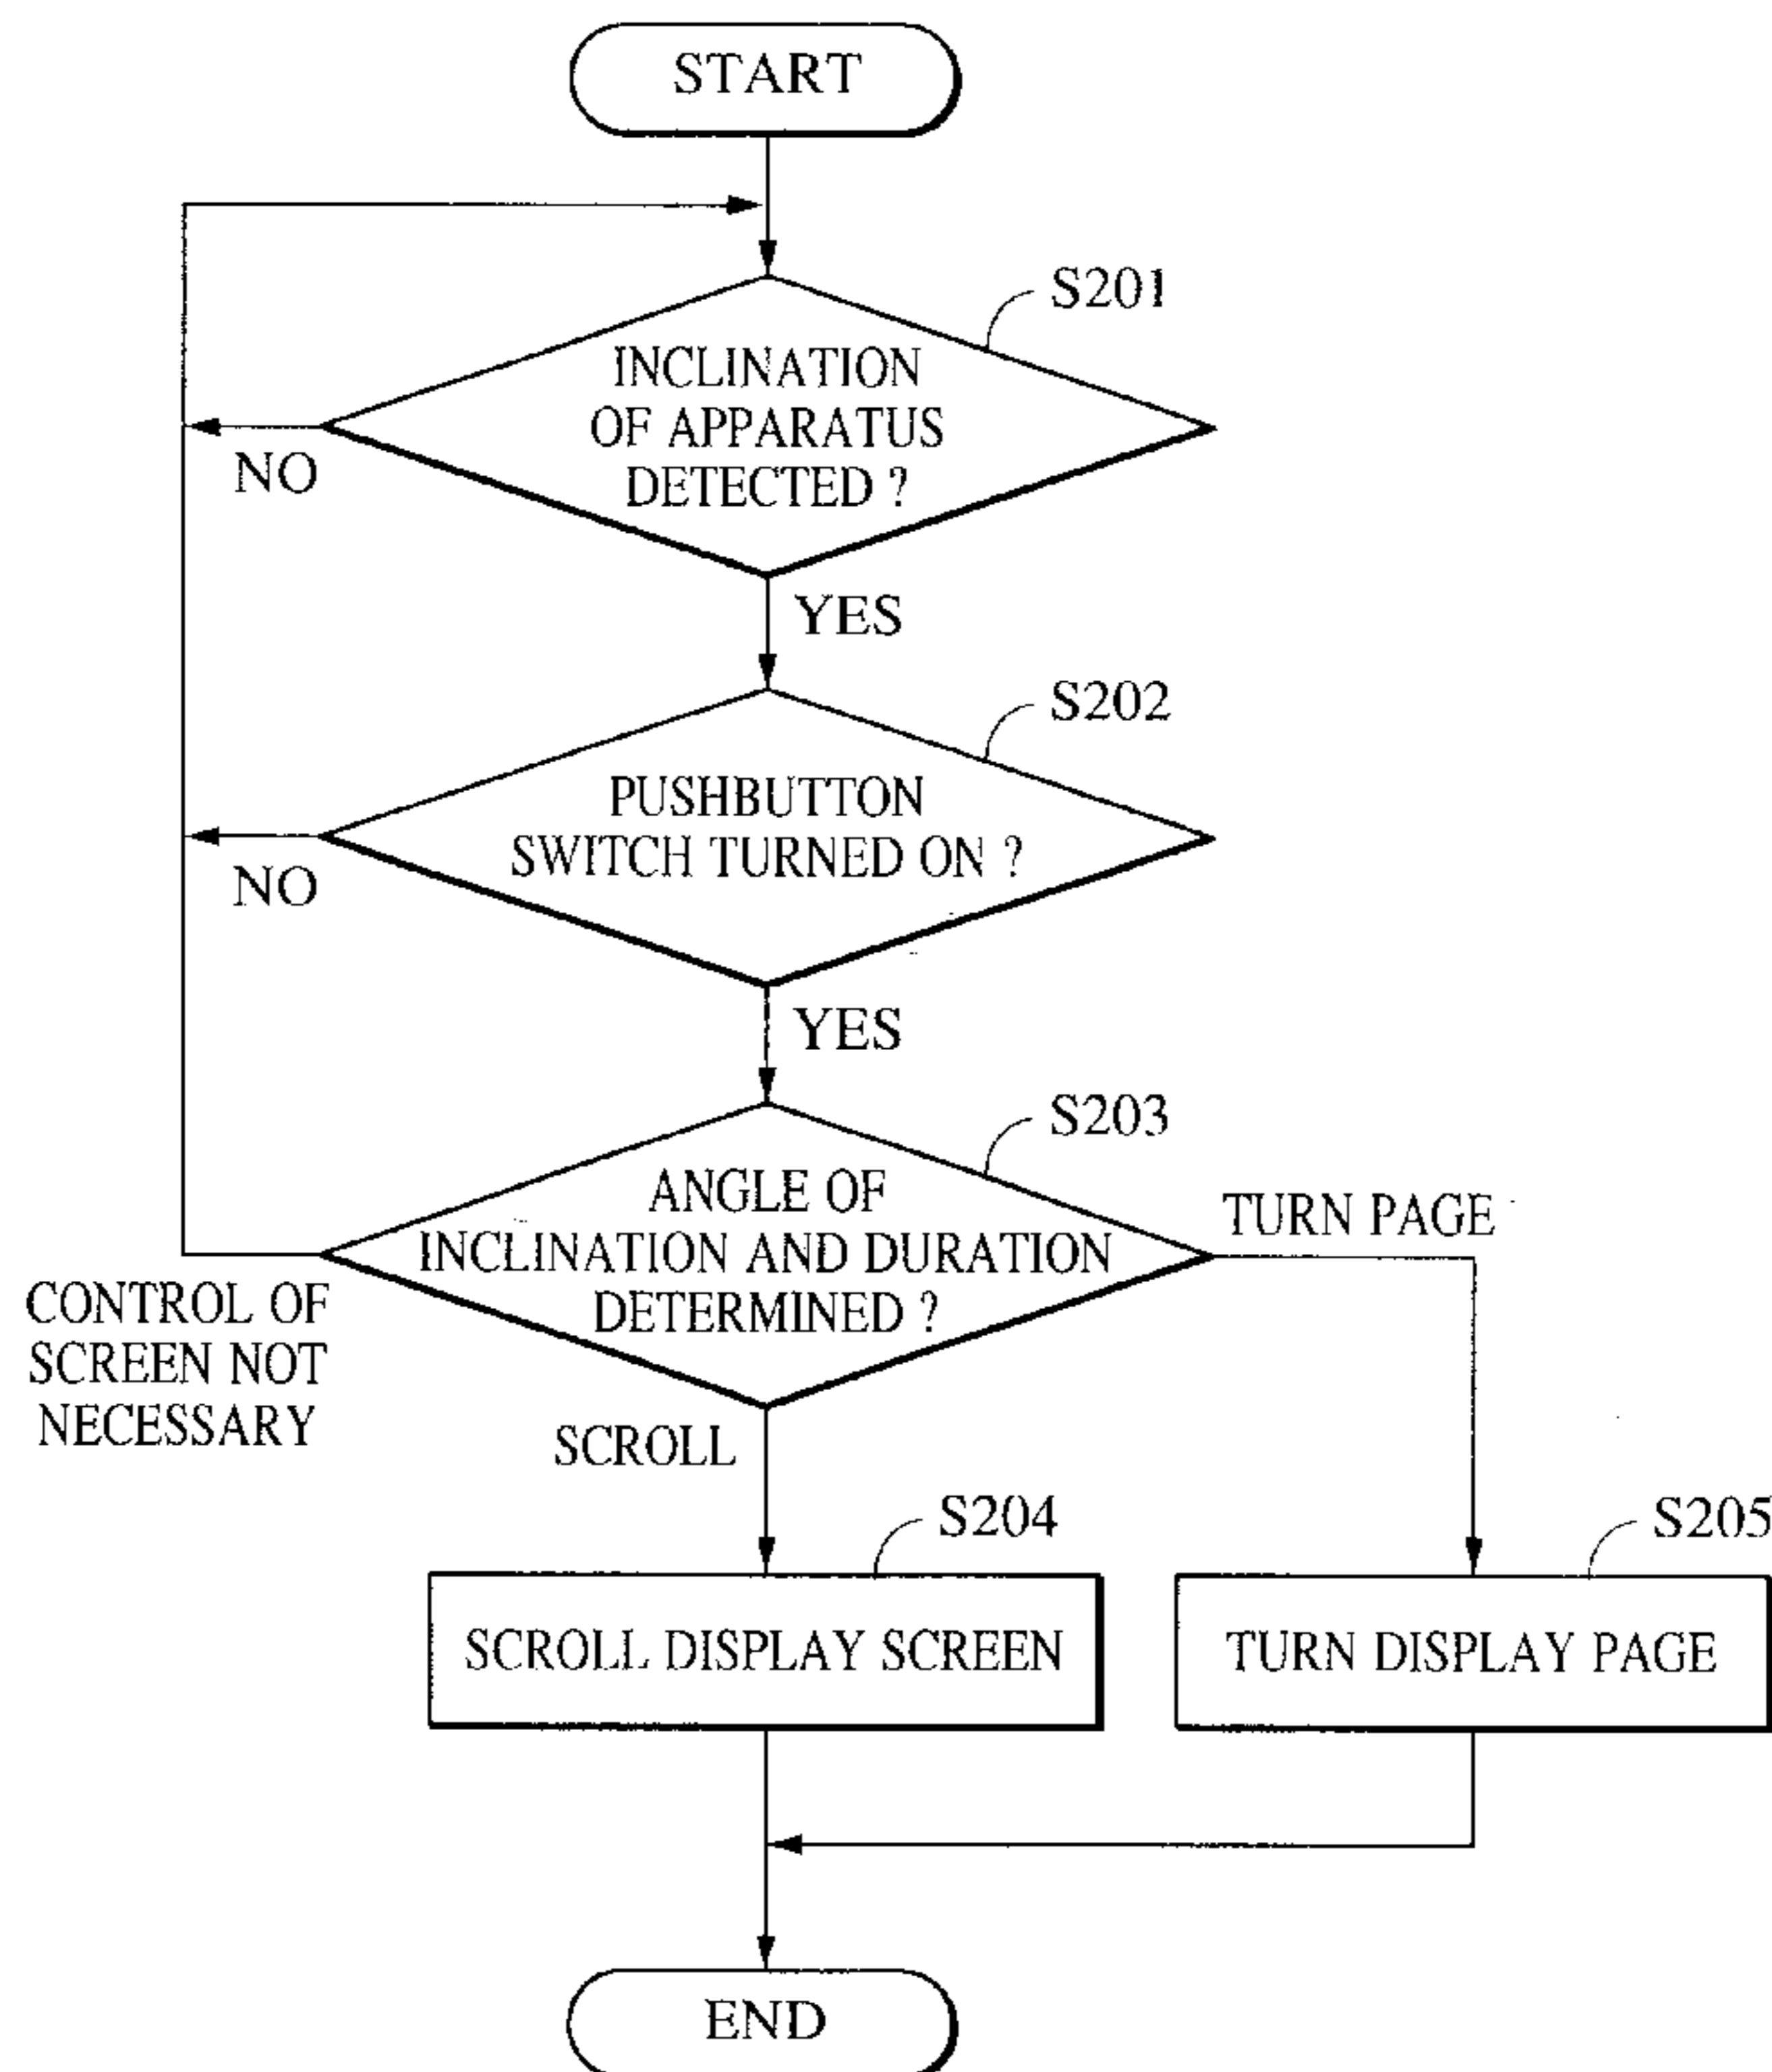 START
S201
INCLINATION
OF APPARATUS
DETECTED ?
NO
YES
S202
PUSHBUTTON
SWITCH TURNED ON ?
NO
YES
S203
ANGLE OF
INCLINATION AND DURATION
DETERMINED ?
TURN PAGE
CONTROL OF
SCREEN NOT
NECESSARY
SCROLL
S204
S205
SCROLL DISPLAY SCREEN
TURN DISPLAY PAGE
END